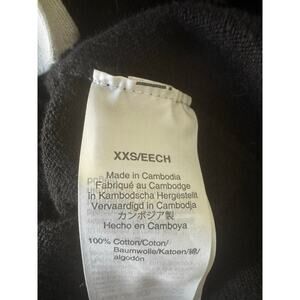 XXS/EECH
Made in Cambodia
Fabriqué au Cambodge
in Kambodscha Hergestellt
Vervaardigd in Cambodja
カンボジア製
Hecho en Camboya
100% Cotton/Coton/
Baumwolle/Katoen/綿/
algodón